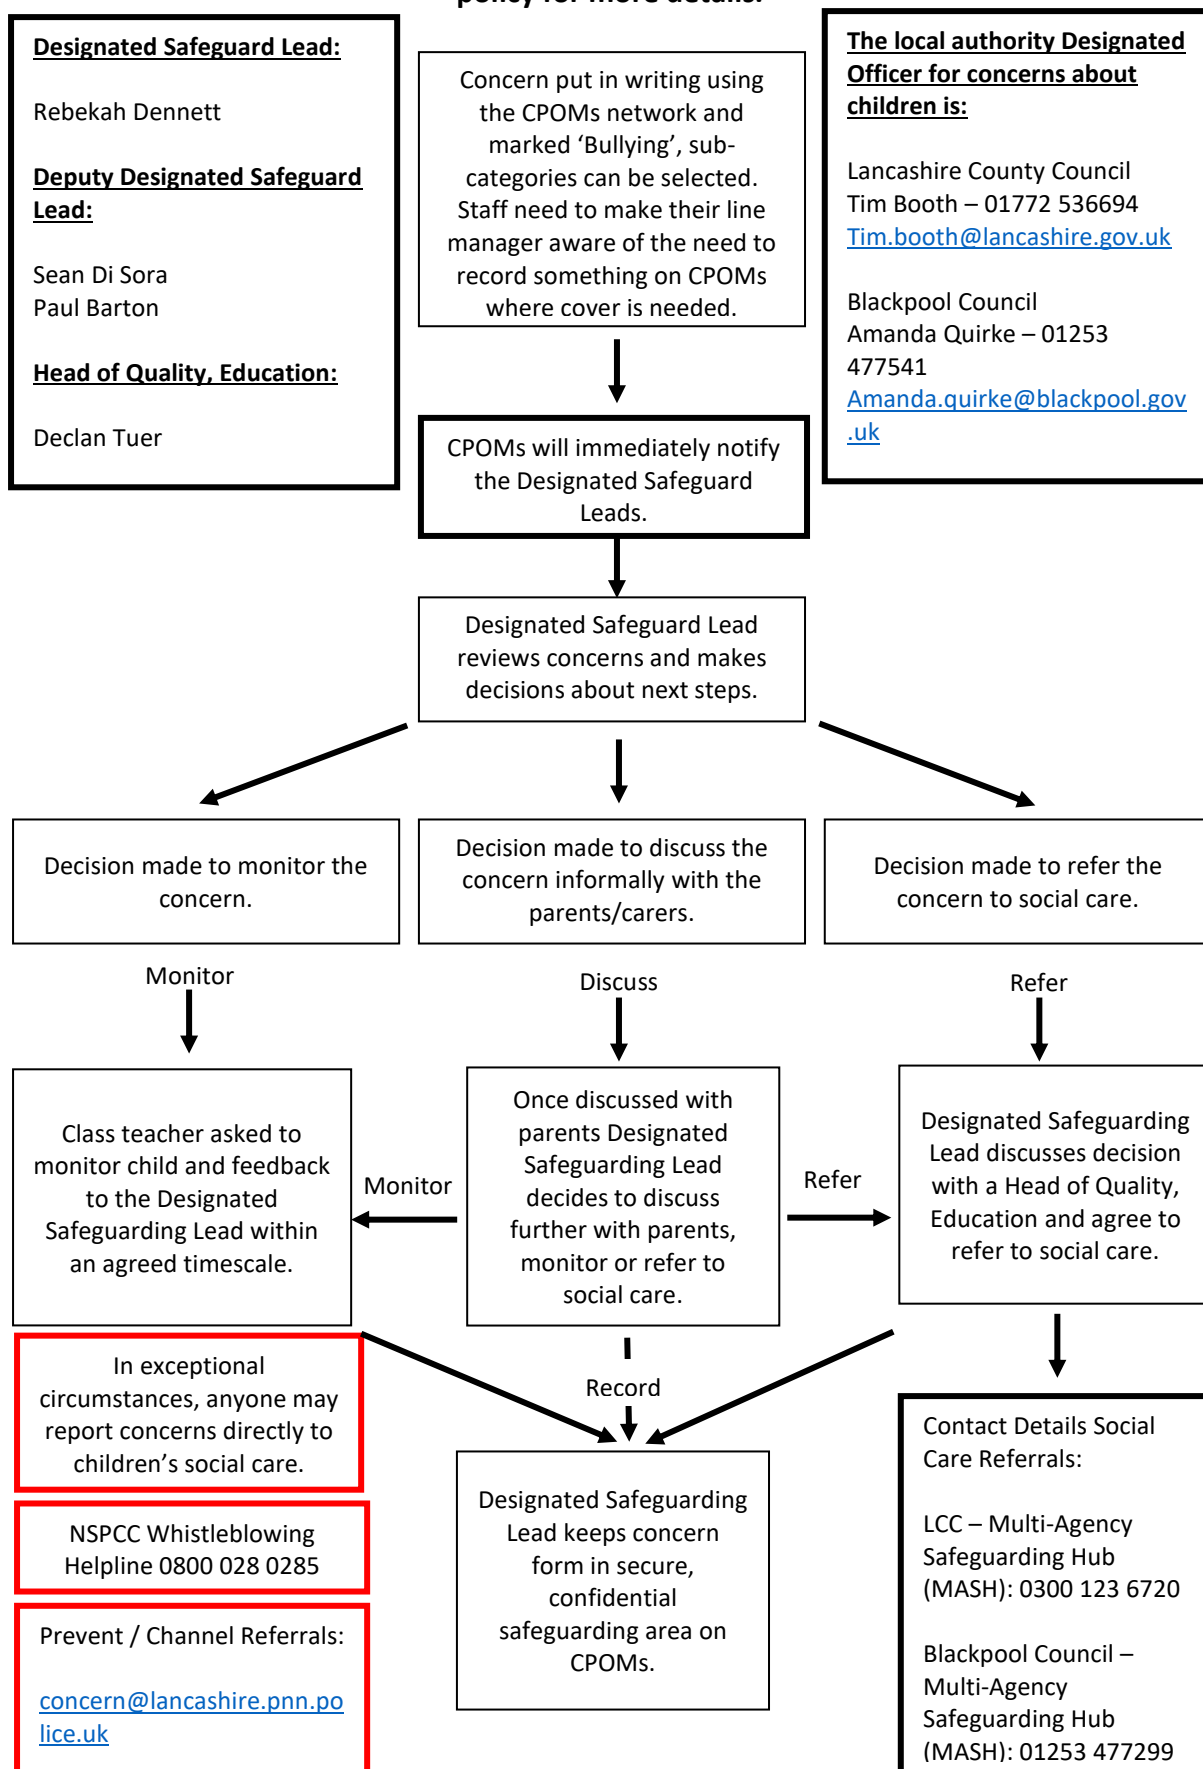 policy for more details.
Designated Safeguard Lead:
Rebekah Dennett
Deputy Designated Safeguard
Lead:
Sean Di Sora
Paul Barton
Head of Quality, Education:
Declan Tuer
Concern put in writing using
the CPOMs network and
marked ‘Bullying’, sub-
categories can be selected.
Staff need to make their line
manager aware of the need to
record something on CPOMs
where cover is needed.
The local authority Designated
Officer for concerns about
children is:
Lancashire County Council
Tim Booth – 01772 536694
Tim.booth@lancashire.gov.uk
Blackpool Council
Amanda Quirke – 01253
477541
Amanda.quirke@blackpool.gov
.uk
CPOMs will immediately notify
the Designated Safeguard
Leads.
Designated Safeguard Lead
reviews concerns and makes
decisions about next steps.
Decision made to monitor the
concern.
Decision made to discuss the
concern informally with the
parents/carers.
Decision made to refer the
concern to social care.
Monitor
Discuss
Refer
Class teacher asked to
monitor child and feedback
to the Designated
Safeguarding Lead within
an agreed timescale.
Monitor
Once discussed with
parents Designated
Safeguarding Lead
decides to discuss
further with parents,
monitor or refer to
social care.
Refer
Designated Safeguarding
Lead discusses decision
with a Head of Quality,
Education and agree to
refer to social care.
In exceptional
circumstances, anyone may
report concerns directly to
children’s social care.
NSPCC Whistleblowing
Helpline 0800 028 0285
Prevent / Channel Referrals:
concern@lancashire.pnn.po
lice.uk
Record
Designated Safeguarding
Lead keeps concern
form in secure,
confidential
safeguarding area on
CPOMs.
Contact Details Social
Care Referrals:
LCC – Multi-Agency
Safeguarding Hub
(MASH): 0300 123 6720
Blackpool Council –
Multi-Agency
Safeguarding Hub
(MASH): 01253 477299